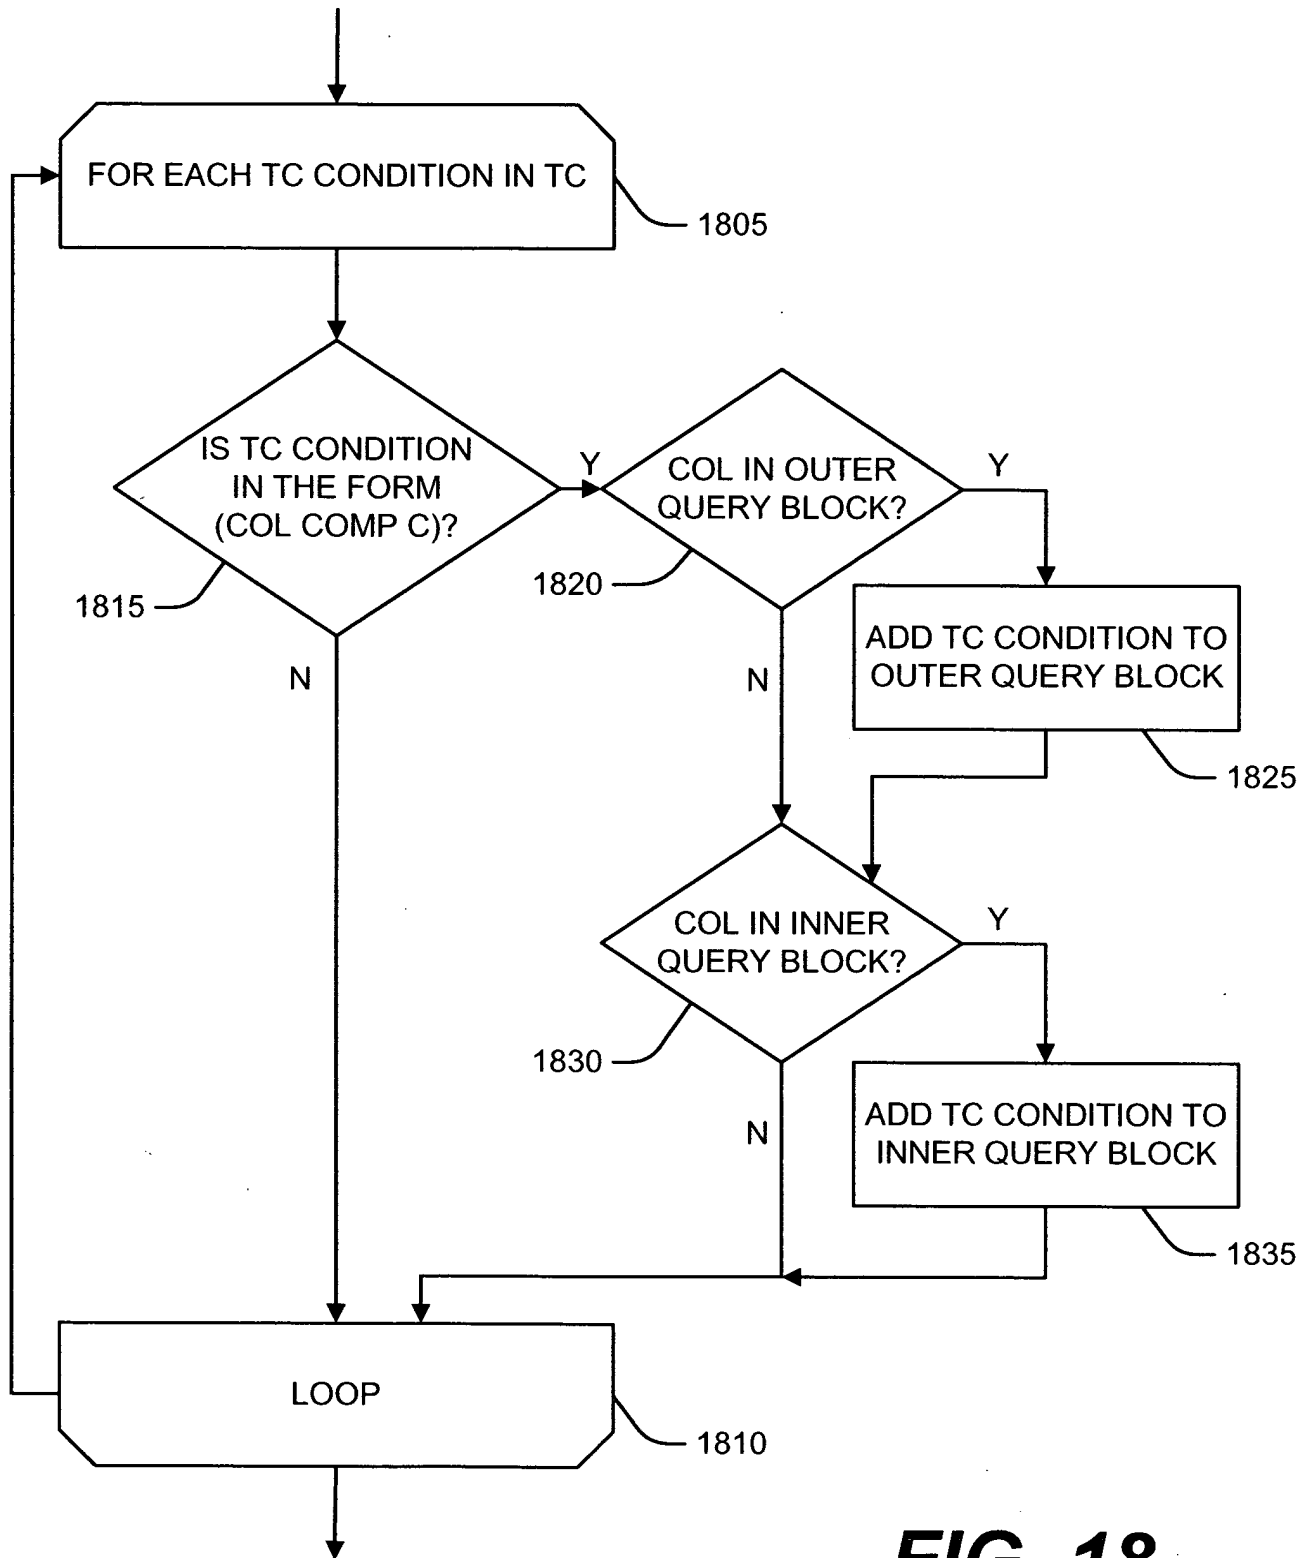 FOR EACH TC CONDITION IN TC
1805
IS TC CONDITION
IN THE FORM
(COL COMP C)?
1815
Y
N
COL IN OUTER
QUERY BLOCK?
1820
Y
N
ADD TC CONDITION TO
OUTER QUERY BLOCK
1825
COL IN INNER
QUERY BLOCK?
1830
Y
N
ADD TC CONDITION TO
INNER QUERY BLOCK
1835
LOOP
1810
FIG. 18